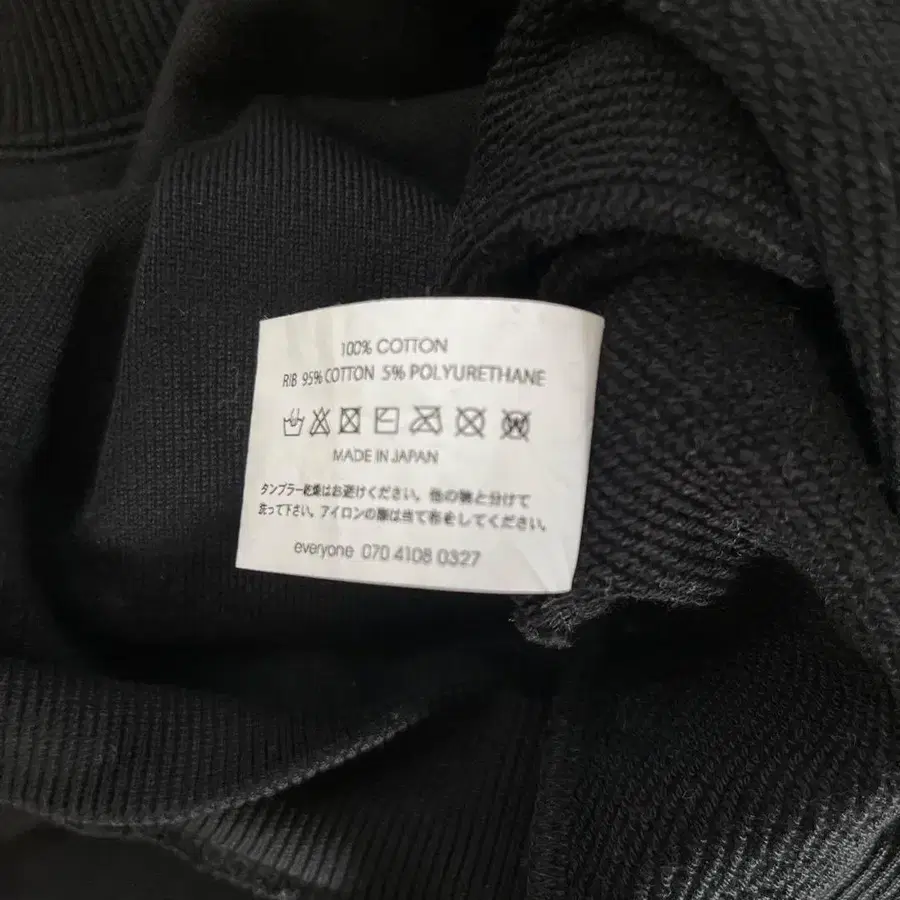 100% COTTON
RIB 95% COTTON 5% POLYURETHANE
MADE IN JAPAN
タンブラー乾燥はお避けください。他の物と分けて
洗って下さい。アイロンの際は当て布をしてください。
everyone 070 4108 0327